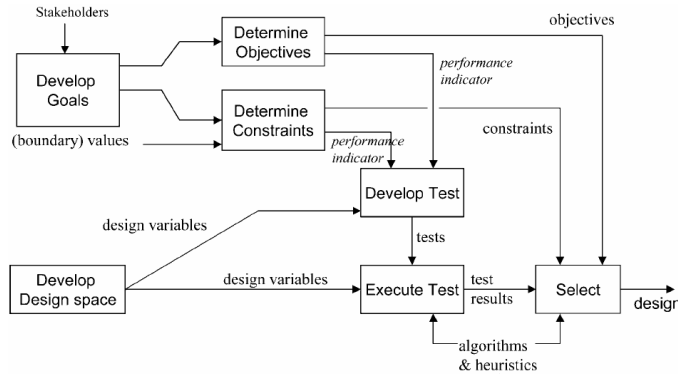 Stakeholders
objectives
Determine
Objectives
Develop
Goals
performance
indicator
Determine
Constraints
constraints
(boundary) values
performance
indicator
Develop Test
design variables
tests
Develop
Design space
design variables
Execute Test
test
results
Select
design
algorithms
& heuristics